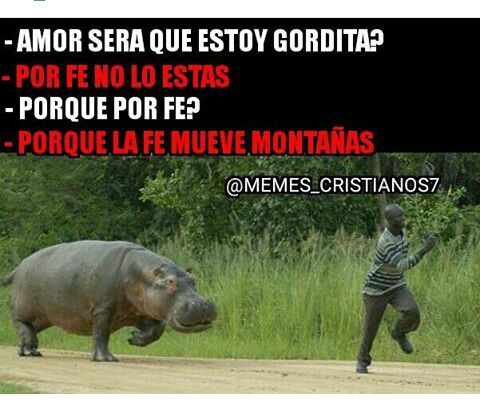 - AMOR SERA QUE ESTOY GORDITA?
- POR FE NO LO ESTAS
- PORQUE POR FE?
- PORQUE LA FE MUEVE MONTAÑAS
@MEMES_CRISTIANOS7